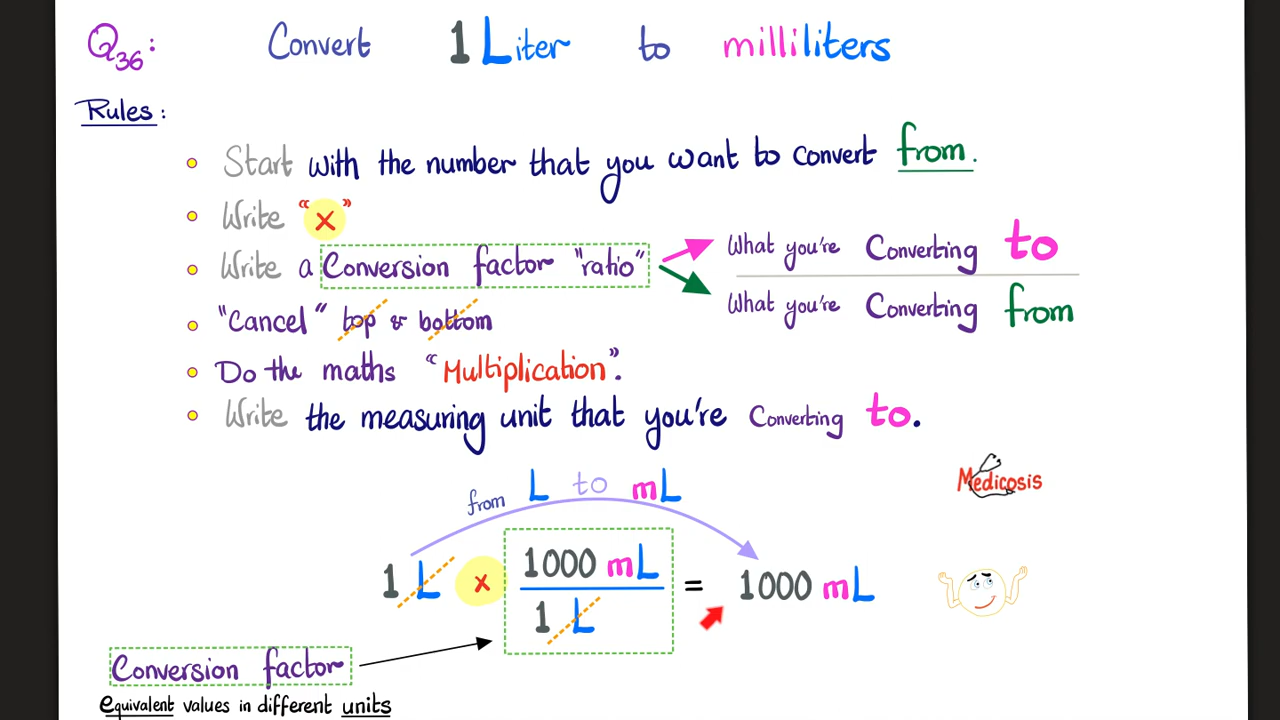 Q36: Convert 1 Liter to milliliters
Rules:
Start with the number that you want to convert from.
Write "×"
Write a Conversion factor "ratio"
What you're Converting to
What you're Converting from
"Cancel" top & bottom
Do the maths "Multiplication".
Write the measuring unit that you're Converting to.
Medicosis
from L to mL
1 L × 1000 mL / 1 L = 1000 mL
Conversion factor
equivalent values in different units